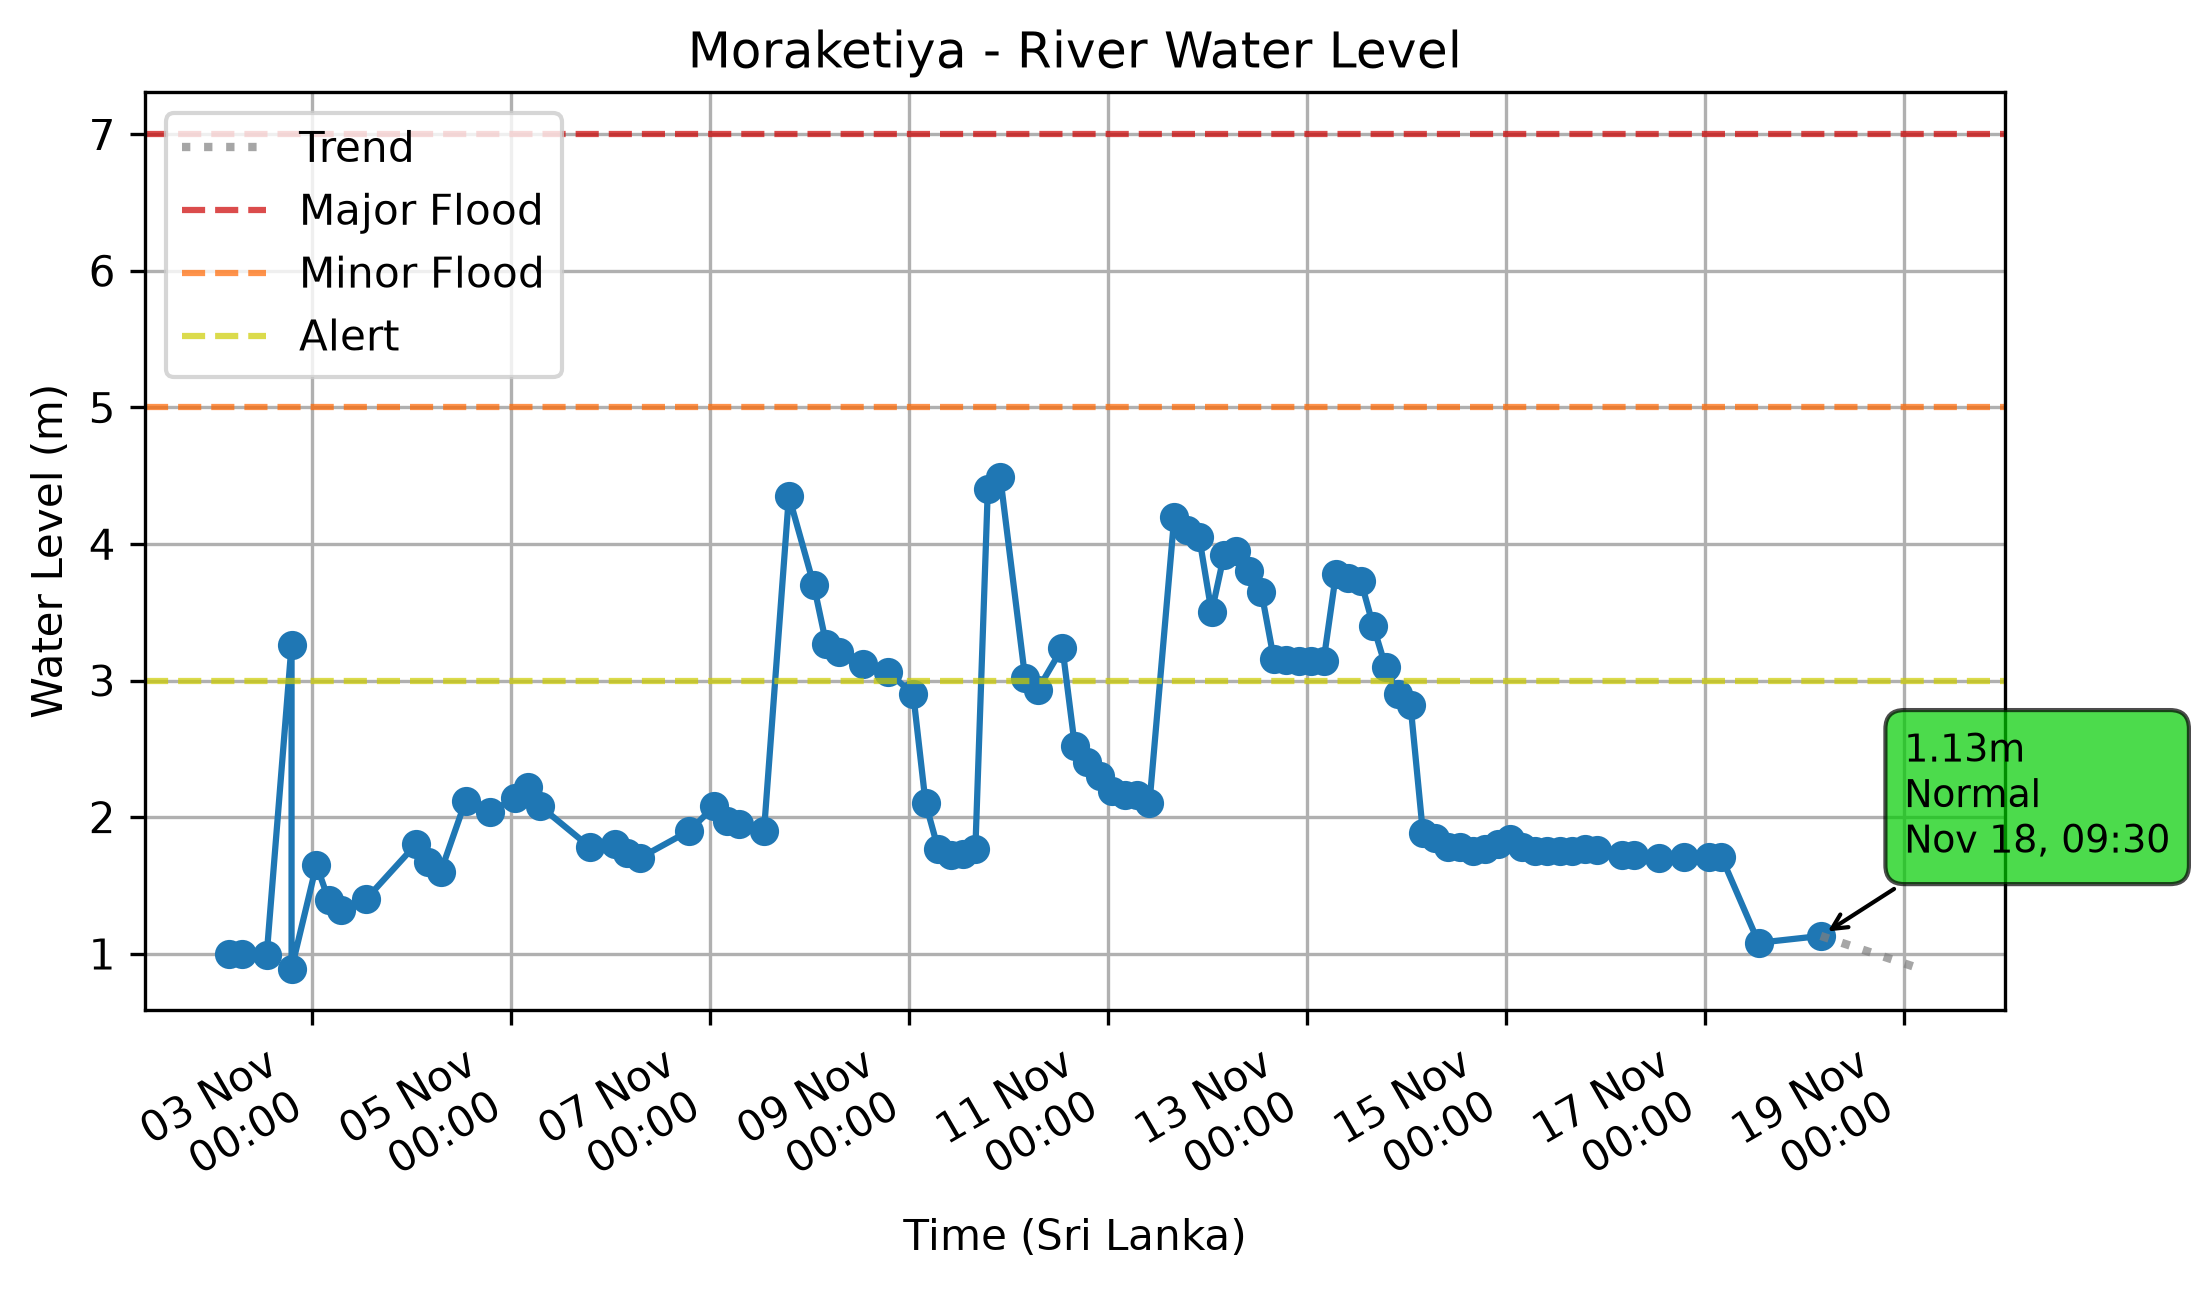 Moraketiya - River Water Level
Trend
Major Flood
Minor Flood
Alert
7
6
5
4
3
2
1
Water Level (m)
1.13m
Normal
Nov 18, 09:30
03 Nov
00:00
05 Nov
00:00
07 Nov
00:00
09 Nov
00:00
11 Nov
00:00
13 Nov
00:00
15 Nov
00:00
17 Nov
00:00
19 Nov
00:00
Time (Sri Lanka)